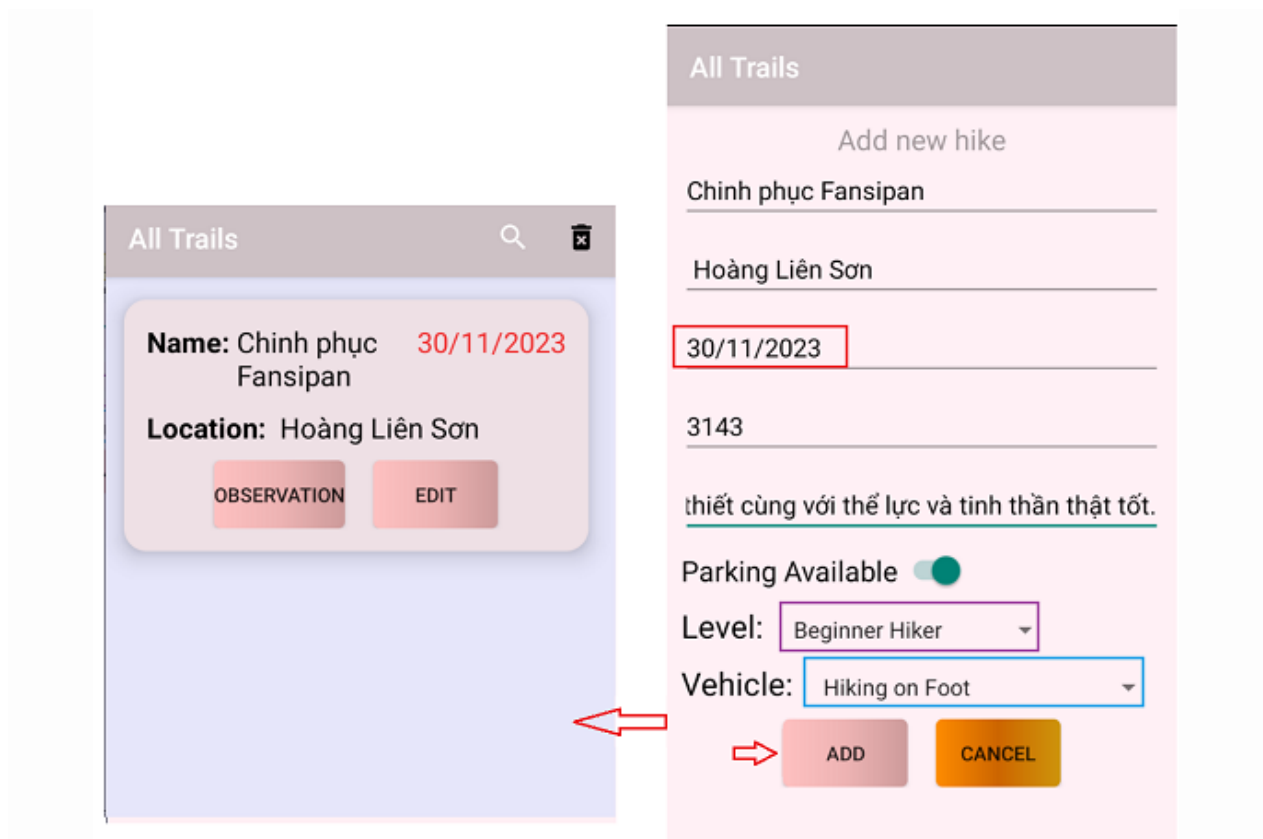 All Trails
Name: Chinh phục 30/11/2023
Fansipan
Location: Hoàng Liên Sơn
OBSERVATION EDIT
All Trails
Add new hike
Chinh phục Fansipan
Hoàng Liên Sơn
30/11/2023
3143
thiết cùng với thể lực và tinh thần thật tốt.
Parking Available
Level: Beginner Hiker
Vehicle: Hiking on Foot
ADD CANCEL